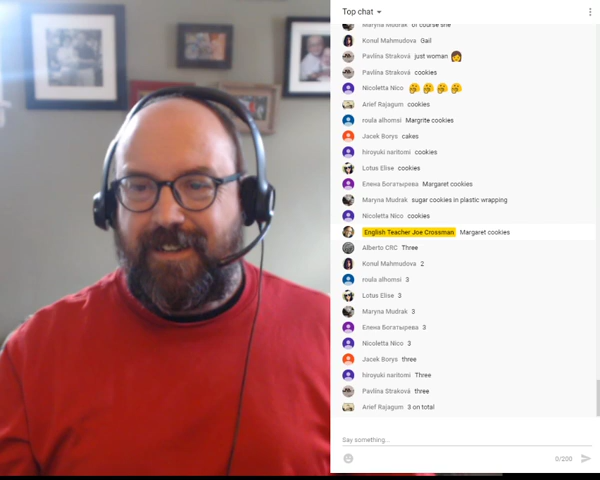 Top chat
Maryna Mudrak of course she
Konul Mahmudova Gail
Pavlína Straková just woman
Pavlína Straková cookies
Nicoletta Nico
Arief Rajagum cookies
roula alhomsi Margrite cookies
Jacek Borys cakes
hiroyuki naritomi cookies
Lotus Elise cookies
Елена Богатырева Margaret cookies
Maryna Mudrak sugar cookies in plastic wrapping
Nicoletta Nico cookies
English Teacher Joe Crossman Margaret cookies
Alberto CRC Three
Konul Mahmudova 2
roula alhomsi 3
Lotus Elise 3
Maryna Mudrak 3
Елена Богатырева 3
Nicoletta Nico 3
Jacek Borys three
hiroyuki naritomi Three
Pavlína Straková three
Arief Rajagum 3 on total
Say something...
0/200